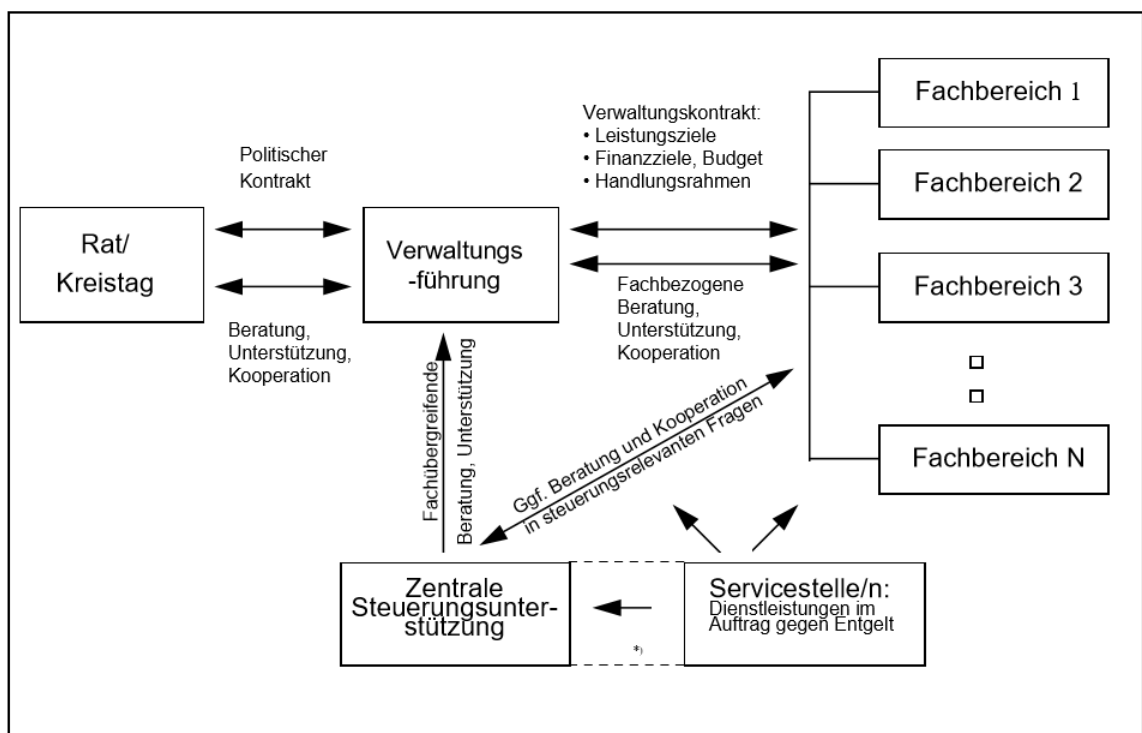 Fachbereich 1
Verwaltungskontrakt:
• Leistungsziele
• Finanzziele, Budget
• Handlungsrahmen
Politischer
Kontrakt
Fachbereich 2
Rat/
Kreistag
Verwaltungs
-führung
Fachbereich 3
Beratung,
Unterstützung,
Kooperation
Fachbezogene
Beratung,
Unterstützung,
Kooperation
Fachübergreifende
Beratung, Unterstützung
Ggf. Beratung und Kooperation
in steuerungsrelevanten Fragen
Fachbereich N
Zentrale
Steuerungsunter-
stützung
*)
Servicestelle/n:
Dienstleistungen im
Auftrag gegen Entgelt